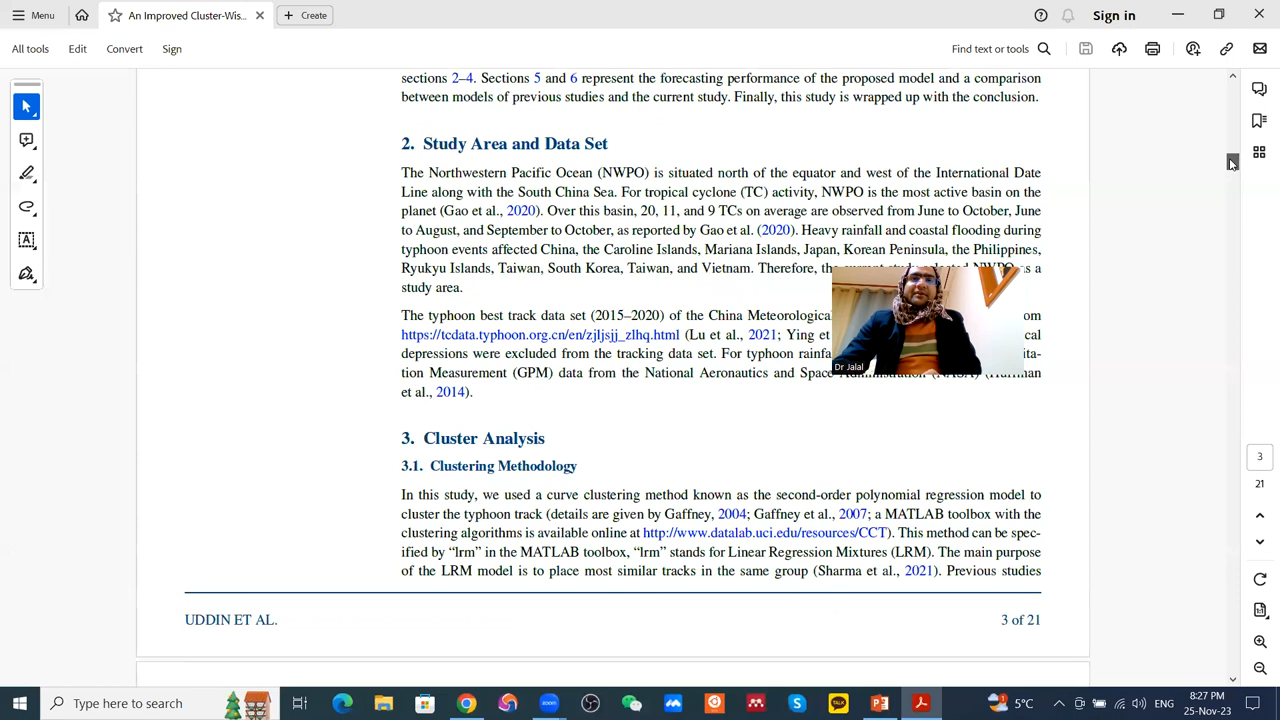 Menu
An Improved Cluster-Wis...
Create
Sign in
All tools
Edit
Convert
Sign
Find text or tools
sections 2–4. Sections 5 and 6 represent the forecasting performance of the proposed model and a comparison
between models of previous studies and the current study. Finally, this study is wrapped up with the conclusion.
2. Study Area and Data Set
The Northwestern Pacific Ocean (NWPO) is situated north of the equator and west of the International Date
Line along with the South China Sea. For tropical cyclone (TC) activity, NWPO is the most active basin on the
planet (Gao et al., 2020). Over this basin, 20, 11, and 9 TCs on average are observed from June to October, June
to August, and September to October, as reported by Gao et al. (2020). Heavy rainfall and coastal flooding during
typhoon events affected China, the Caroline Islands, Mariana Islands, Japan, Korean Peninsula, the Philippines,
Ryukyu Islands, Taiwan, South Korea, Taiwan, and Vietnam. Therefore, the current study selected NWPO as a
study area.
The typhoon best track data set (2015–2020) of the China Meteorological om
https://tcdata.typhoon.org.cn/en/zjljsjj_zlhq.html (Lu et al., 2021; Ying et cal
depressions were excluded from the tracking data set. For typhoon rainfa ita-
tion Measurement (GPM) data from the National Aeronautics and Space Administration (NASA) (Huffman
et al., 2014).
3. Cluster Analysis
3.1. Clustering Methodology
In this study, we used a curve clustering method known as the second-order polynomial regression model to
cluster the typhoon track (details are given by Gaffney, 2004; Gaffney et al., 2007; a MATLAB toolbox with the
clustering algorithms is available online at http://www.datalab.uci.edu/resources/CCT). This method can be spec-
ified by “lrm” in the MATLAB toolbox, “lrm” stands for Linear Regression Mixtures (LRM). The main purpose
of the LRM model is to place most similar tracks in the same group (Sharma et al., 2021). Previous studies
UDDIN ET AL.
3 of 21
Dr Jalal
3
21
Type here to search
5°C
ENG
8:27 PM
25-Nov-23